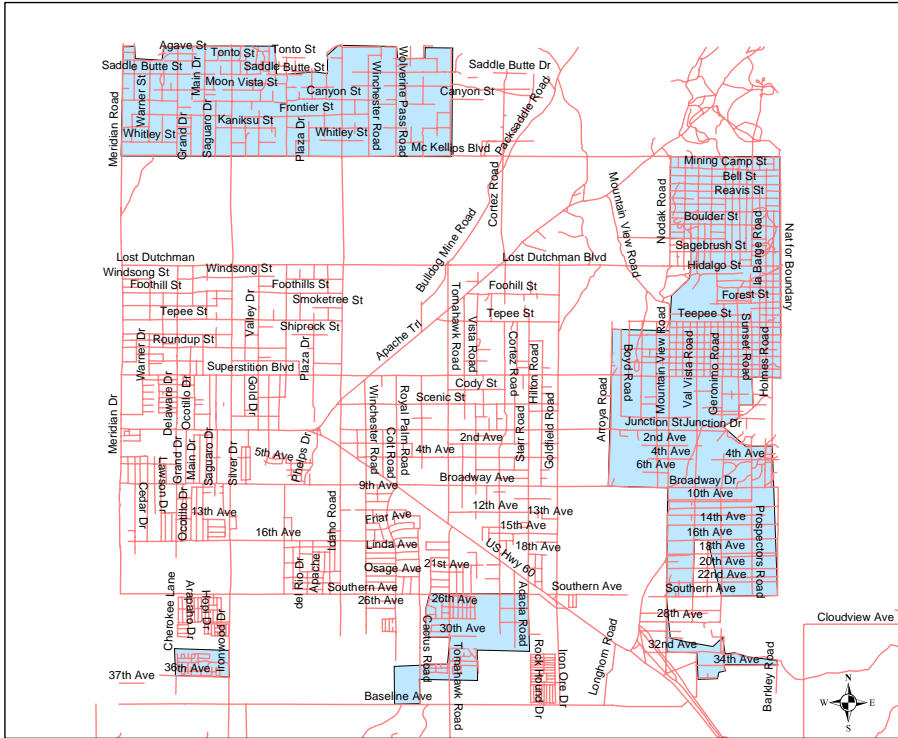 Agave St
Tonto St
Tonto St
Saddle Butte St
Main Dr
Saddle Butte St
Saddle Butte Dr
Warner St
Moon Vista St
Canyon St
Winchester Road
Wolverine Pass Road
Canyon St
Packsaddle Road
Frontier St
Kaniksu St
Meridian Road
Whitley St
Grand Dr
Saguaro Dr
Plaza Dr
Whitley St
Mc Kellips Blvd
Mining Camp St
Bell St
Reavis St
Cortez Road
Mountain View Road
Nodak Road
Boulder St
la Barge Road
Nat for Boundary
Sagebrush St
Bulldog Mine Road
Lost Dutchman
Lost Dutchman Blvd
Hidalgo St
Windsong St
Windsong St
Foothill St
Foothills St
Foohill St
Forest St
Smoketree St
Tepee St
Valley Dr
Tomahawk Road
Tepee St
Teepee St
Shiprock St
Apache Trl
Vista Road
Roundup St
Warner Dr
Plaza Dr
Cortez Road
Hilton Road
Boyd Road
Mountain View Road
Val Vista Road
Geronimo Road
Sunset Road
Holmes Road
Superstition Blvd
Gold Dr
Cody St
Scenic St
Delaware Dr
Ocotillo Dr
Meridian Dr
Winchester Road
Royal Palm Road
Colt Road
Starr Road
Goldfield Road
Arroya Road
Junction St
Junction Dr
2nd Ave
2nd Ave
4th Ave
4th Ave
4th Ave
6th Ave
Grand Dr
Main Dr
Saguaro Dr
Silver Dr
5th Ave
Phelps Dr
Lawson Dr
Cedar Dr
Ocotillo Dr
9th Ave
Broadway Ave
Broadway Dr
10th Ave
13th Ave
Idaho Road
12th Ave
13th Ave
Friar Ave
15th Ave
14th Ave
16th Ave
16th Ave
Linda Ave
US Hwy 60
18th Ave
18th Ave
Prospectors Road
del Rio Dr
Apache
Osage Ave
21st Ave
20th Ave
22nd Ave
Southern Ave
Southern Ave
Southern Ave
26th Ave
26th Ave
Acacia Road
28th Ave
Cherokee Lane
Arapaho Dr
Hopi Dr
Ironwood Dr
Cactus Road
30th Ave
Cloudview Ave
32nd Ave
34th Ave
36th Ave
37th Ave
Tomahawk Road
Rock Hound Dr
Iron Ore Dr
Longhorn Road
Barkley Road
Baseline Ave
N
W
E
S